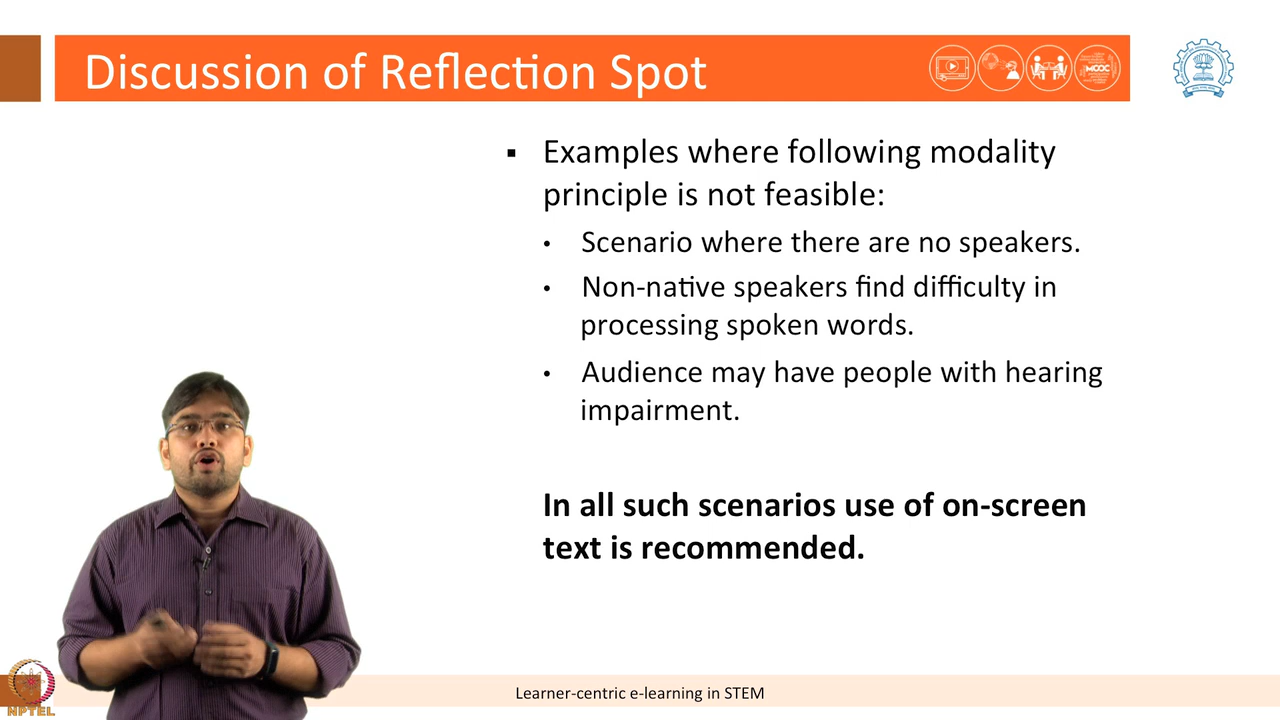 Discussion of Reflection Spot
MOOC
▪ Examples where following modality
principle is not feasible:
• Scenario where there are no speakers.
• Non-native speakers find difficulty in
processing spoken words.
• Audience may have people with hearing
impairment.
In all such scenarios use of on-screen
text is recommended.
NPTEL
Learner-centric e-learning in STEM